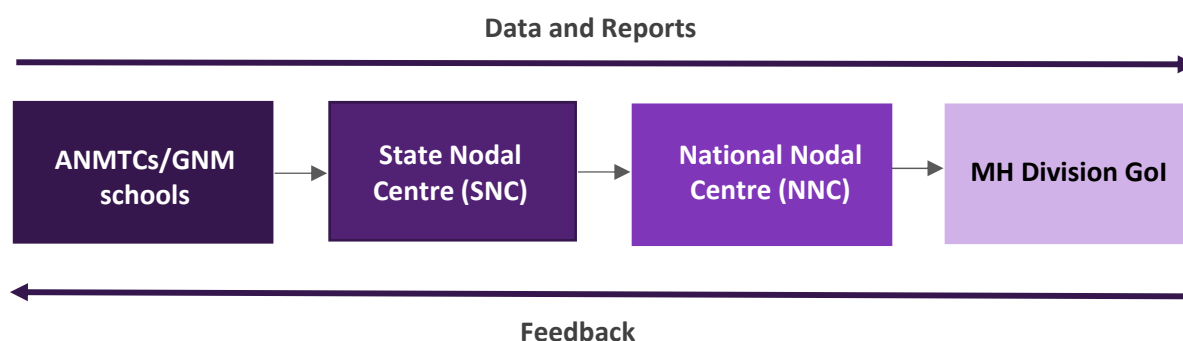 Data and Reports
ANMTCs/GNM
schools
State Nodal
Centre (SNC)
National Nodal
Centre (NNC)
MH Division GoI
Feedback